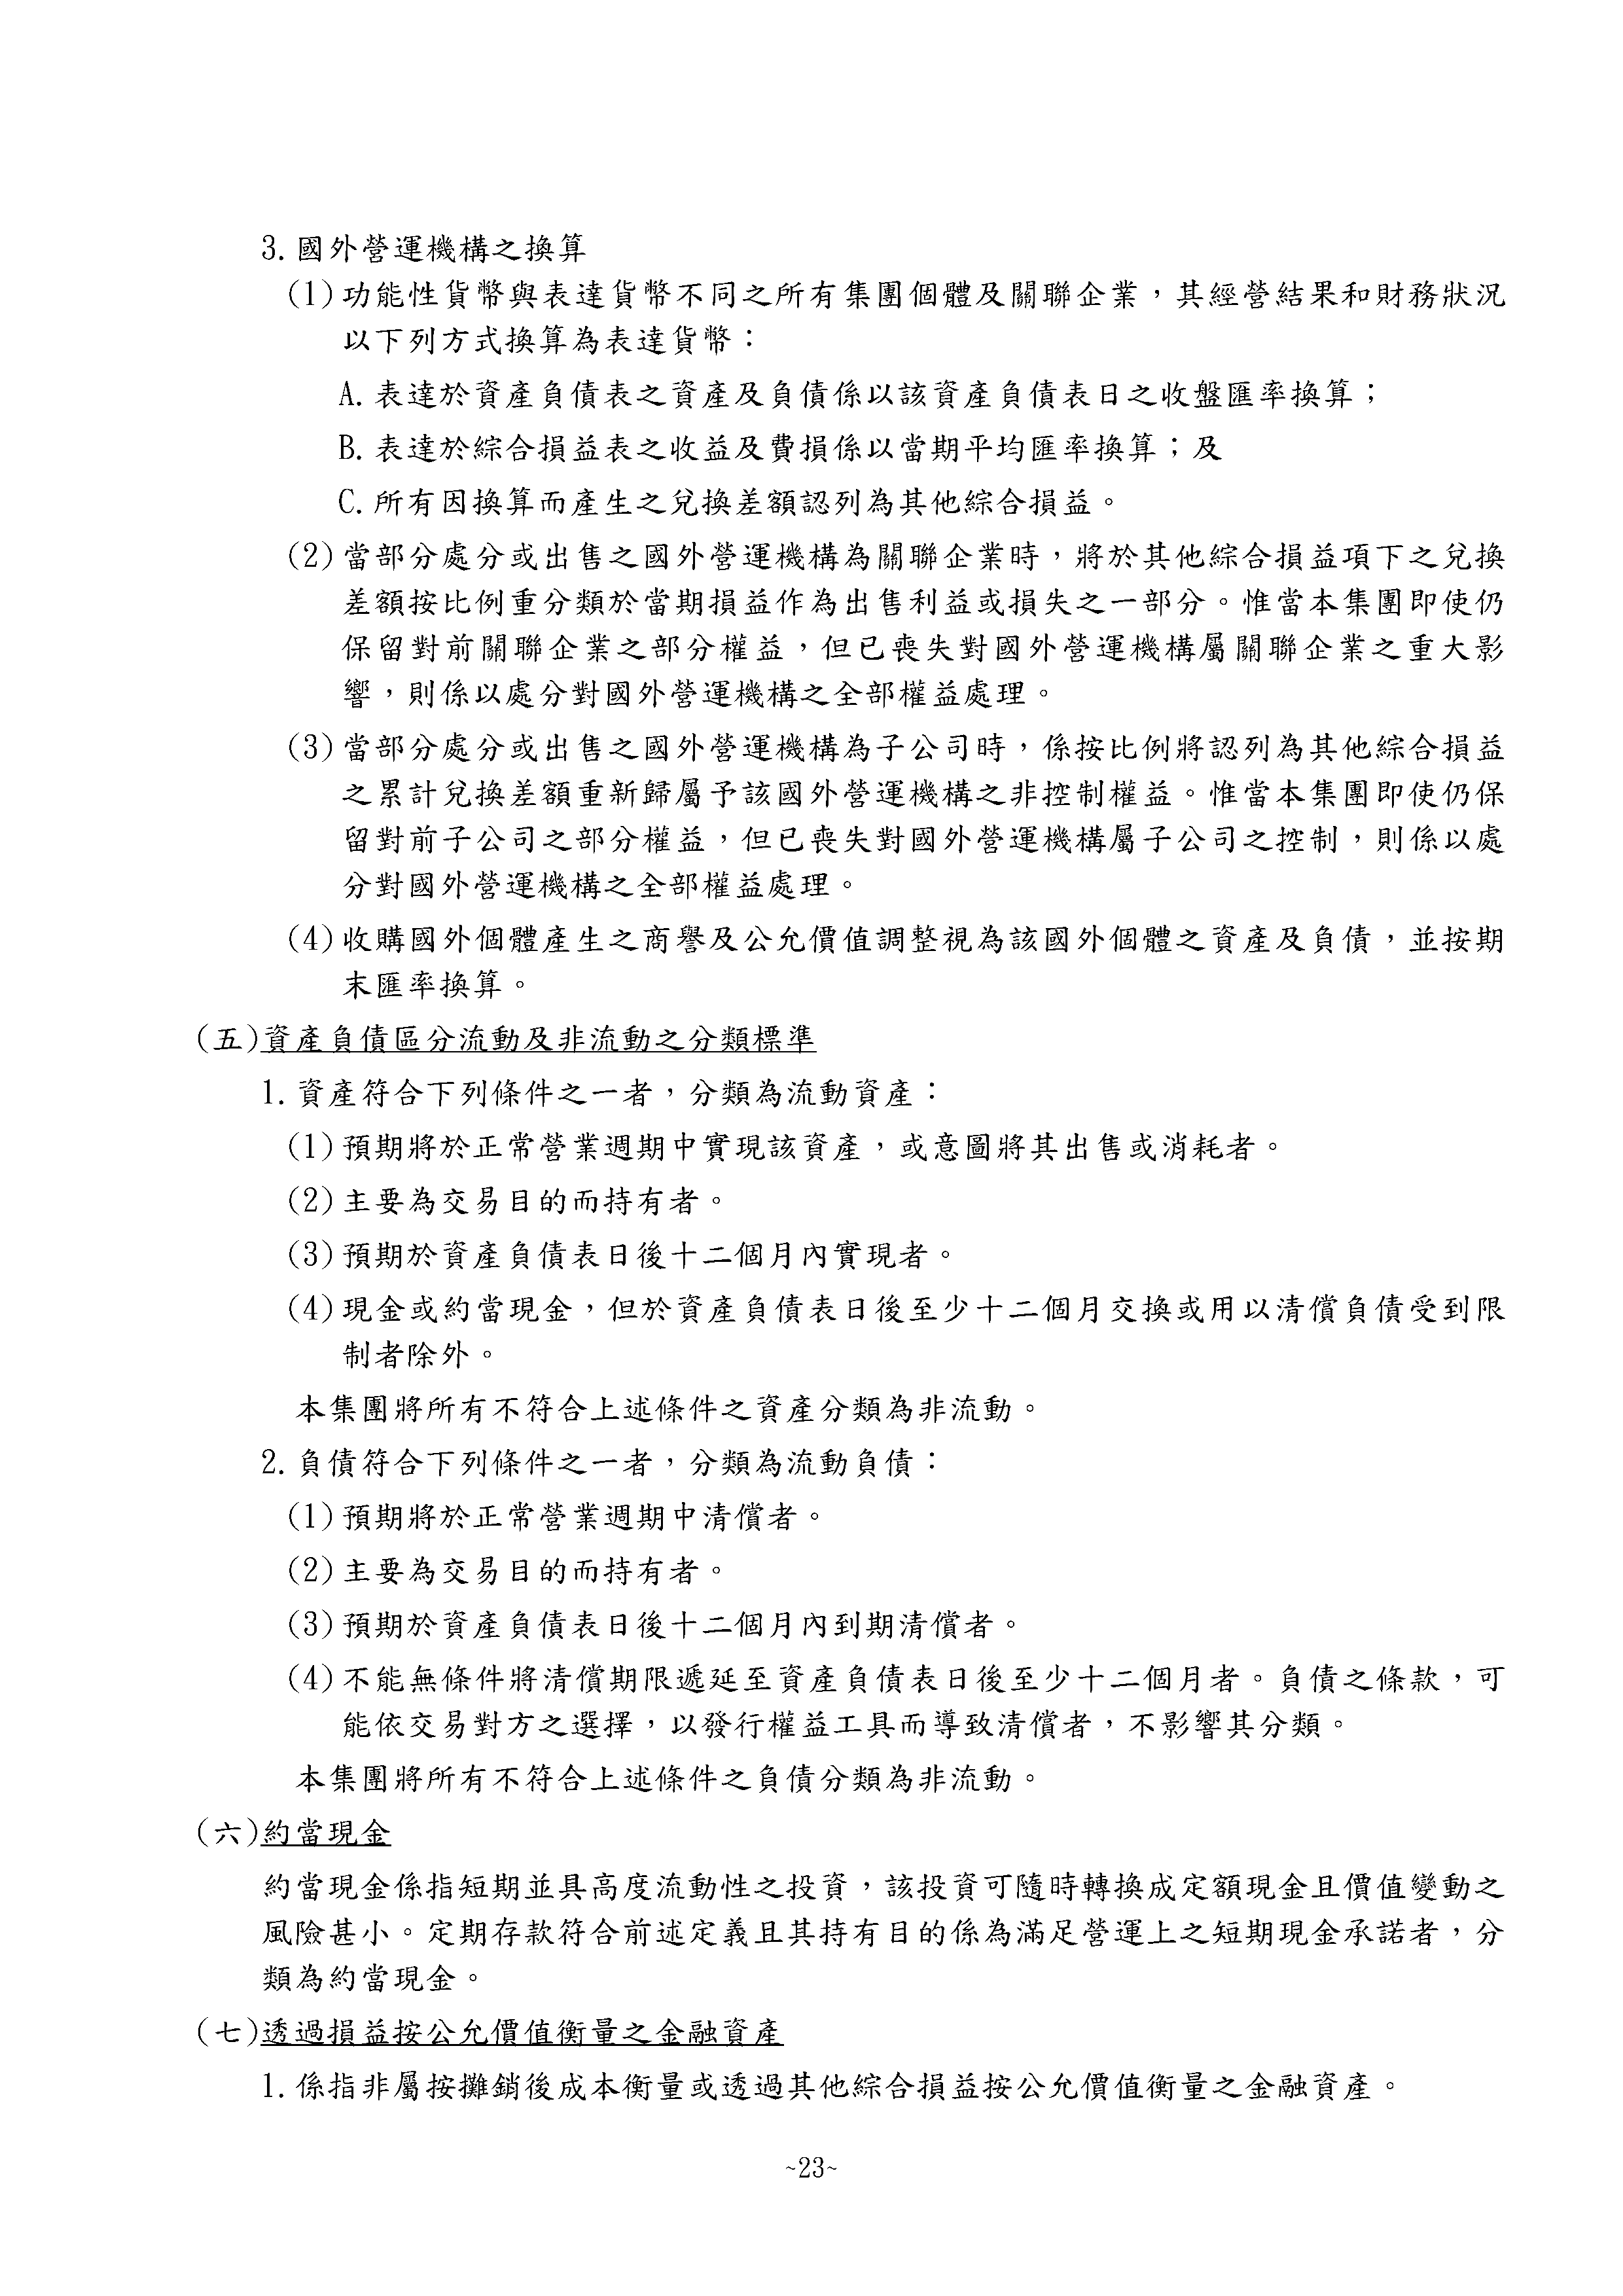 3. 國外營運機構之換算
(1)功能性貨幣與表達貨幣不同之所有集團個體及關聯企業，其經營結果和財務狀況
以下列方式換算為表達貨幣：
A. 表達於資產負債表之資產及負債係以該資產負債表日之收盤匯率換算；
B. 表達於綜合損益表之收益及費損係以當期平均匯率換算；及
C. 所有因換算而產生之兌換差額認列為其他綜合損益。
(2)當部分處分或出售之國外營運機構為關聯企業時，將於其他綜合損益項下之兌換
差額按比例重分類於當期損益作為出售利益或損失之一部分。惟當本集團即使仍
保留對前關聯企業之部分權益，但已喪失對國外營運機構屬關聯企業之重大影
響，則係以處分對國外營運機構之全部權益處理。
(3)當部分處分或出售之國外營運機構為子公司時，係按比例將認列為其他綜合損益
之累計兌換差額重新歸屬予該國外營運機構之非控制權益。惟當本集團即使仍保
留對前子公司之部分權益，但已喪失對國外營運機構屬子公司之控制，則係以處
分對國外營運機構之全部權益處理。
(4)收購國外個體產生之商譽及公允價值調整視為該國外個體之資產及負債，並按期
末匯率換算。
(五)資產負債區分流動及非流動之分類標準
1. 資產符合下列條件之一者，分類為流動資產：
(1)預期將於正常營業週期中實現該資產，或意圖將其出售或消耗者。
(2)主要為交易目的而持有者。
(3)預期於資產負債表日後十二個月內實現者。
(4)現金或約當現金，但於資產負債表日後至少十二個月交換或用以清償負債受到限
制者除外。
本集團將所有不符合上述條件之資產分類為非流動。
2. 負債符合下列條件之一者，分類為流動負債：
(1)預期將於正常營業週期中清償者。
(2)主要為交易目的而持有者。
(3)預期於資產負債表日後十二個月內到期清償者。
(4)不能無條件將清償期限遞延至資產負債表日後至少十二個月者。負債之條款，可
能依交易對方之選擇，以發行權益工具而導致清償者，不影響其分類。
本集團將所有不符合上述條件之負債分類為非流動。
(六)約當現金
約當現金係指短期並具高度流動性之投資，該投資可隨時轉換成定額現金且價值變動之
風險甚小。定期存款符合前述定義且其持有目的係為滿足營運上之短期現金承諾者，分
類為約當現金。
(七)透過損益按公允價值衡量之金融資產
1. 係指非屬按攤銷後成本衡量或透過其他綜合損益按公允價值衡量之金融資產。
~23~